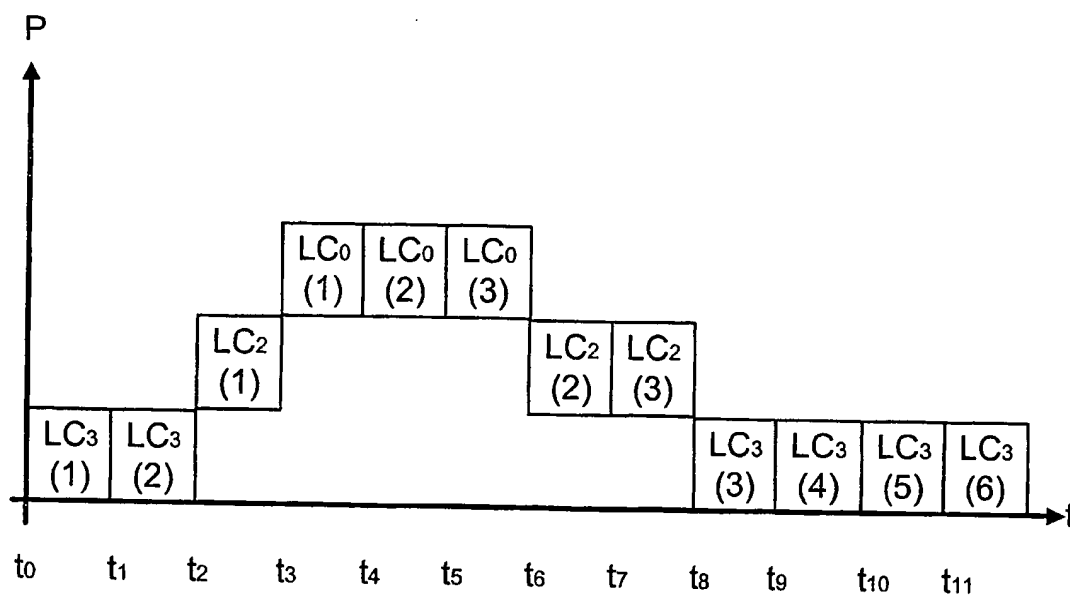 P
LC₀ LC₀ LC₀
(1) (2) (3)
LC₂ LC₂ LC₂
(1) (2) (3)
LC₃ LC₃ LC₃ LC₃ LC₃ LC₃
(1) (2) (3) (4) (5) (6)
t
t₀ t₁ t₂ t₃ t₄ t₅ t₆ t₇ t₈ t₉ t₁₀ t₁₁